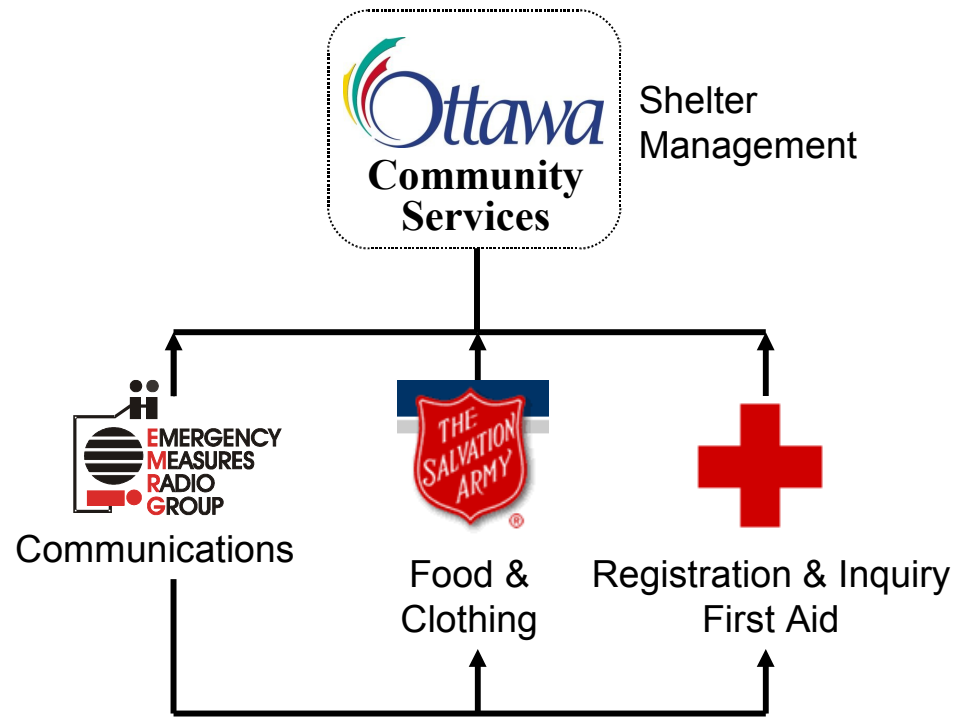 Ottawa
Community
Services
Shelter
Management
EMERGENCY
MEASURES
RADIO
GROUP
Communications
THE
SALVATION
ARMY
®
Food &
Clothing
Registration & Inquiry
First Aid